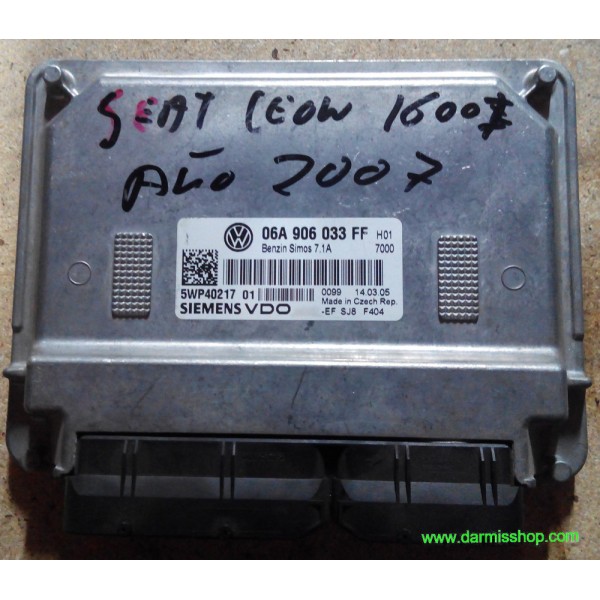 SEAT LEON 1600I
AÑO 2007
06A 906 033 FF H01
Benzin Simos 7.1A 7000
5WP40217 01 0099 14.03.05
Made in Czech Rep.
SIEMENS VDO -EF SJ8 F404
www.darmisshop.com